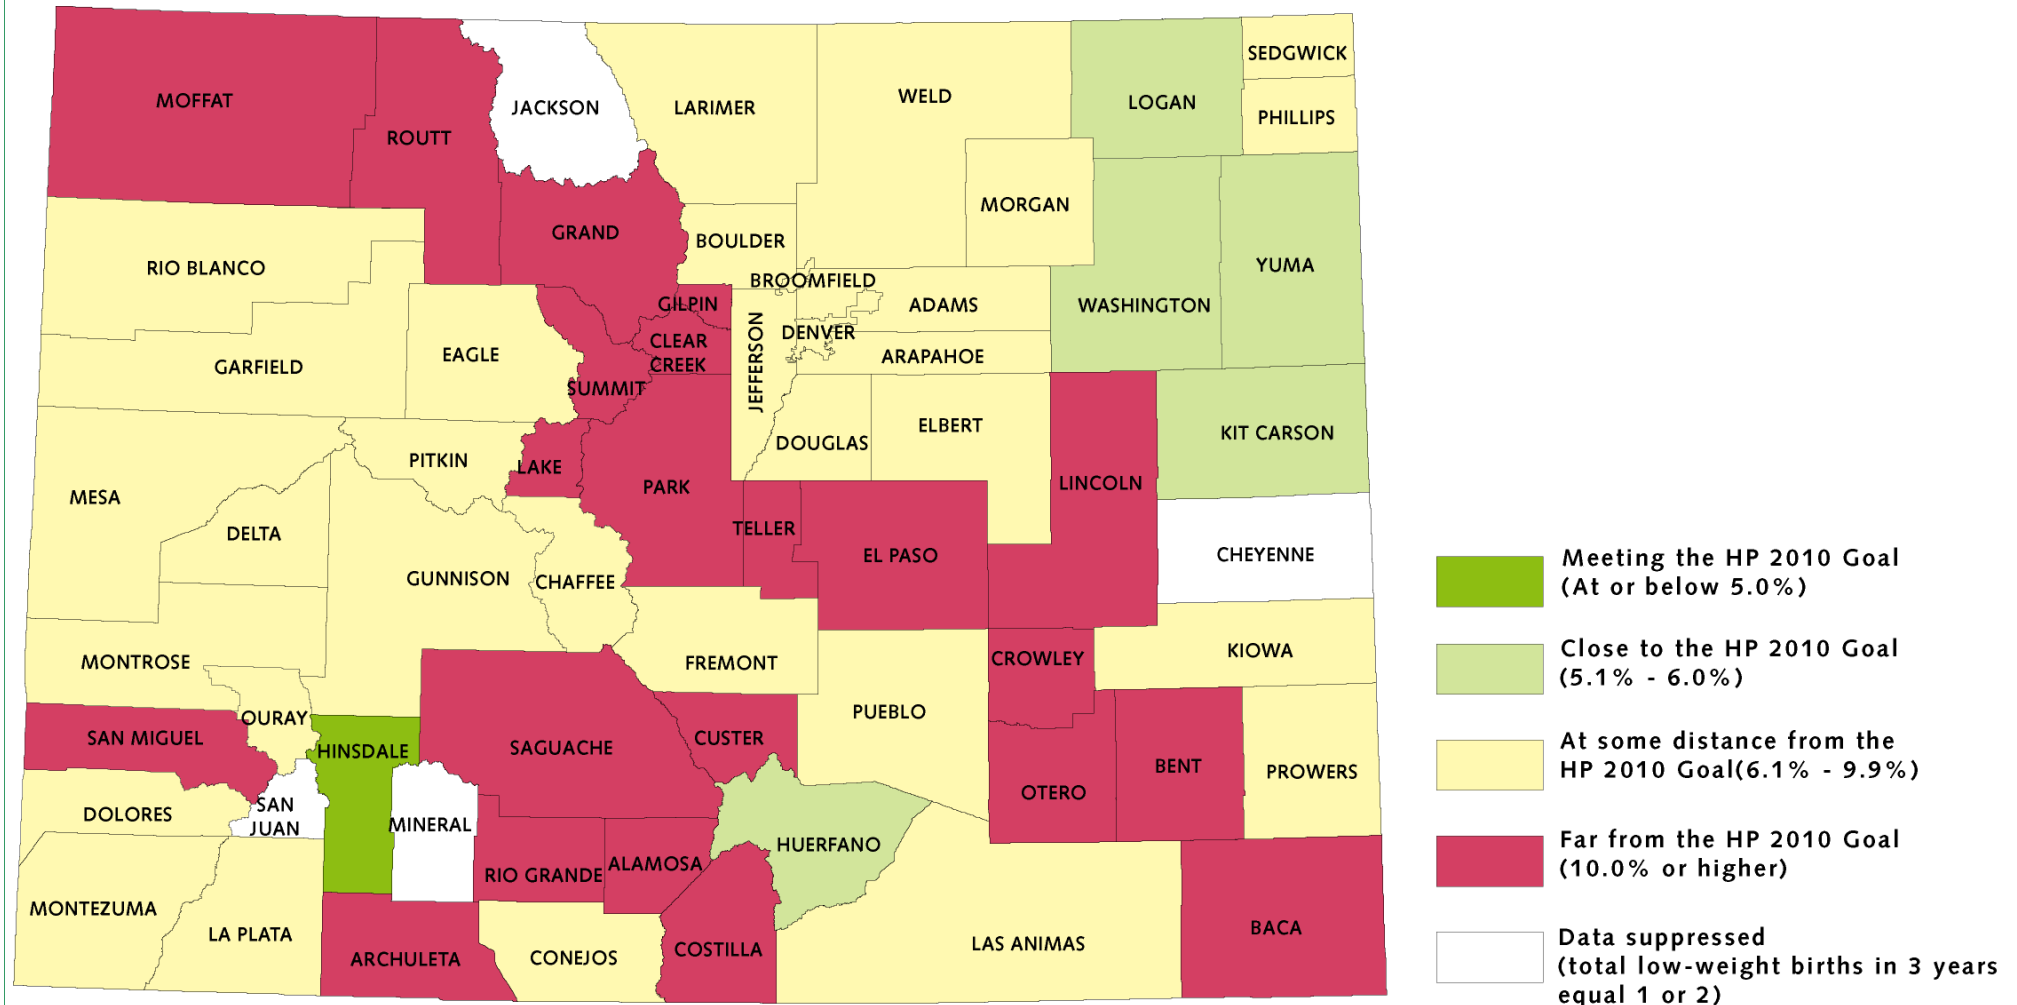 SEDGWICK
MOFFAT
JACKSON
LARIMER
WELD
LOGAN
PHILLIPS
ROUTT
MORGAN
GRAND
BOULDER
RIO BLANCO
YUMA
BROOMFIELD
GILPIN
ADAMS
WASHINGTON
DENVER
CLEAR
CREEK
JEFFERSON
ARAPAHOE
EAGLE
GARFIELD
SUMMIT
ELBERT
KIT CARSON
DOUGLAS
PITKIN
LAKE
PARK
LINCOLN
MESA
DELTA
TELLER
EL PASO
CHEYENNE
GUNNISON
CHAFFEE
MONTROSE
FREMONT
CROWLEY
KIOWA
OURAY
PUEBLO
SAN MIGUEL
HINSDALE
SAGUACHE
CUSTER
BENT
PROWERS
OTERO
DOLORES
SAN
JUAN
MINERAL
HUERFANO
RIO GRANDE
ALAMOSA
MONTEZUMA
LA PLATA
ARCHULETA
CONEJOS
COSTILLA
LAS ANIMAS
BACA
Meeting the HP 2010 Goal
(At or below 5.0%)
Close to the HP 2010 Goal
(5.1% - 6.0%)
At some distance from the
HP 2010 Goal(6.1% - 9.9%)
Far from the HP 2010 Goal
(10.0% or higher)
Data suppressed
(total low-weight births in 3 years
equal 1 or 2)